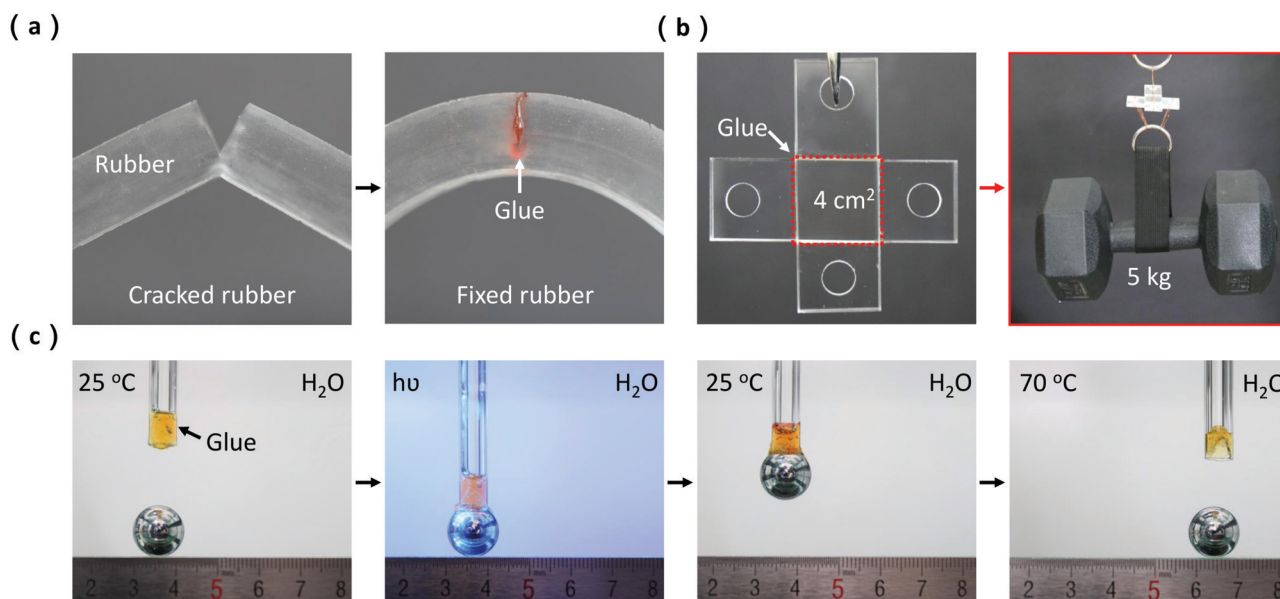 ( a )
Rubber
Cracked rubber
Glue
Fixed rubber
( b )
Glue
4 cm²
5 kg
( c )
25 °C
H₂O
Glue
2 3 4 5 6 7 8
hυ
H₂O
2 3 4 5 6 7 8
25 °C
H₂O
2 3 4 5 6 7 8
70 °C
H₂O
2 3 4 5 6 7 8